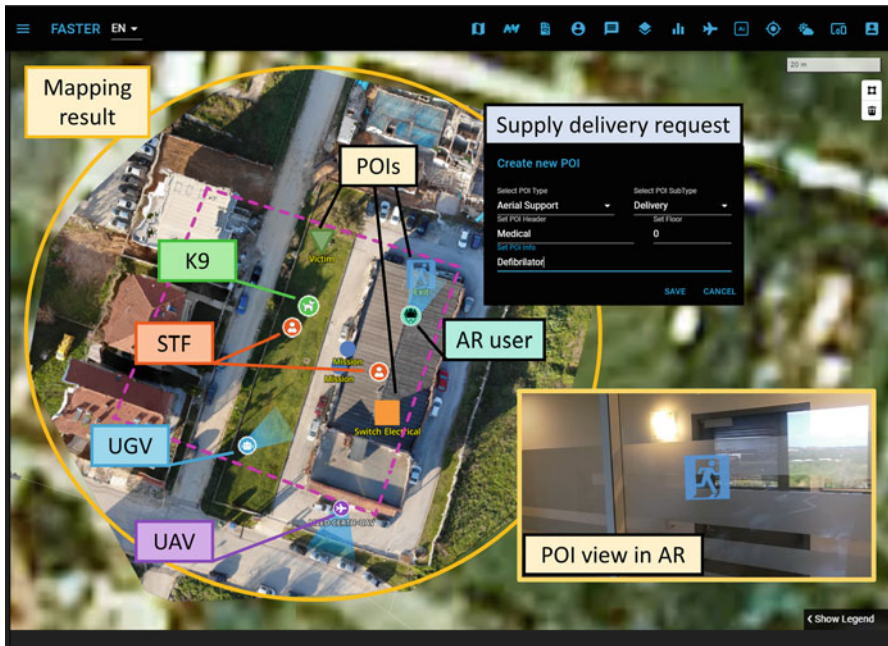 FASTER EN
20 m
Mapping
result
POIs
Supply delivery request
Create new POI
Select POI Type
Select POI SubType
Aerial Support
Delivery
Set POI Header
Set Floor
Medical
0
Set POI Info
Defibrilator
SAVE CANCEL
Victim
K9
Exit
STF
AR user
Mission
Mission
UGV
Switch Electrical
UAV
POI view in AR
Show Legend